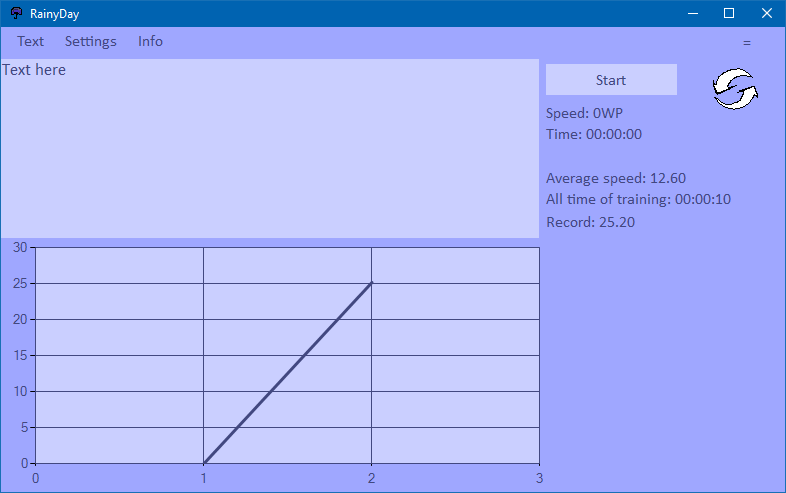 RainyDay
Text Settings Info =
Text here
Start
Speed: 0WP
Time: 00:00:00
Average speed: 12.60
All time of training: 00:00:10
Record: 25.20
30
25
20
15
10
5
0
0 1 2 3